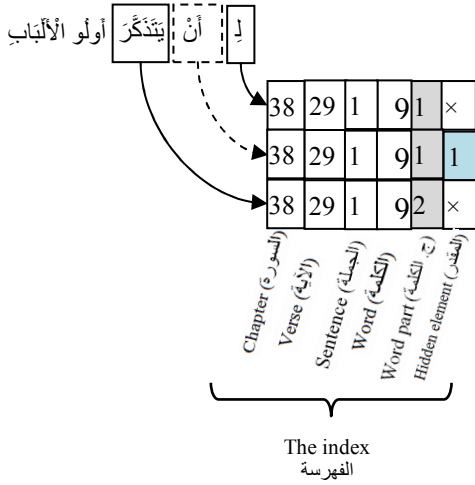 لِ أَنْ يَتَذَكَّرَ أولُو الْأَلْبَابِ
38 29 1 9 1 ×
38 29 1 9 1 1
38 29 1 9 2 ×
Chapter (السورة)
Verse (الآية)
Sentence (الجملة)
Word (الكلمة)
Word part (ج. الكلمة)
Hidden element (المقدر)
The index
الفهرسة